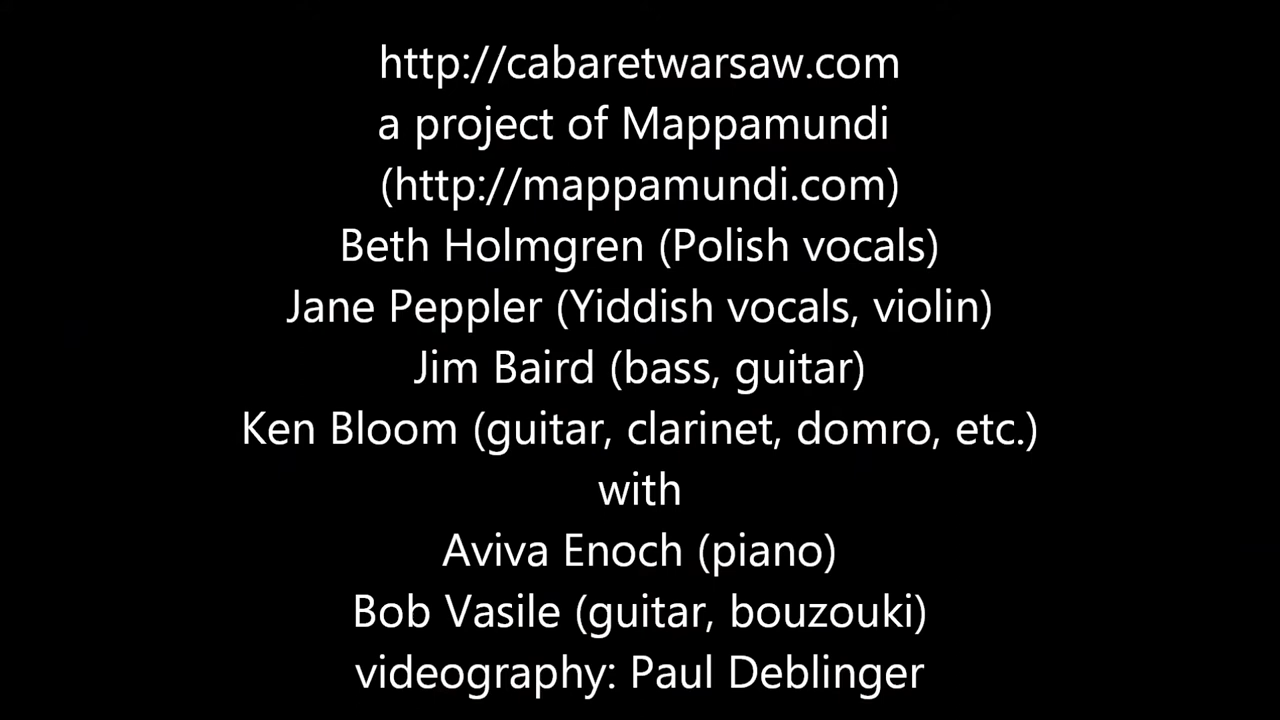 http://cabaretwarsaw.com
a project of Mappamundi
(http://mappamundi.com)
Beth Holmgren (Polish vocals)
Jane Peppler (Yiddish vocals, violin)
Jim Baird (bass, guitar)
Ken Bloom (guitar, clarinet, domro, etc.)
with
Aviva Enoch (piano)
Bob Vasile (guitar, bouzouki)
videography: Paul Deblinger